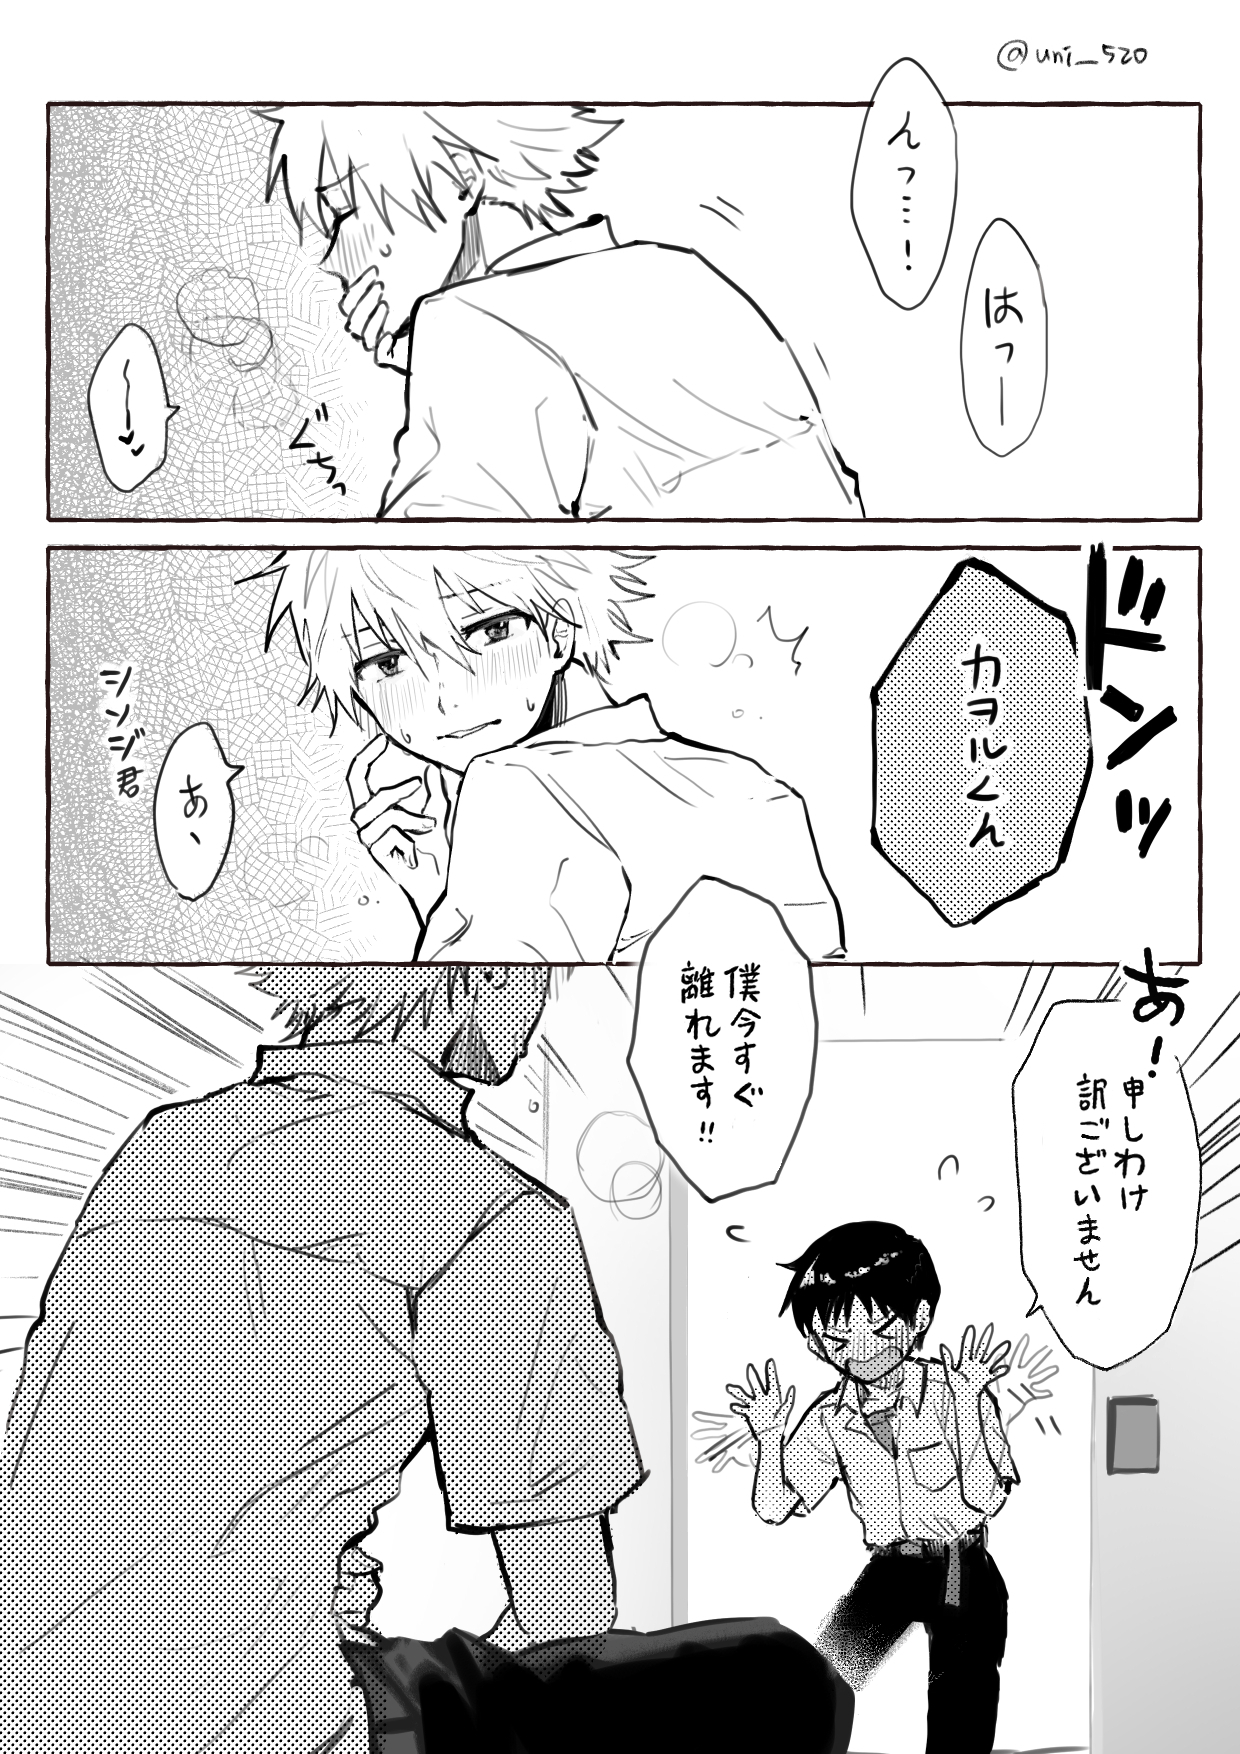 @uni_520
んっ…!
はっ—
ぐちっ
ドンッ
カヲルくん
あ、
シンジ君
あ!
申しわけ
訳ございません
僕今すぐ
離れます!!